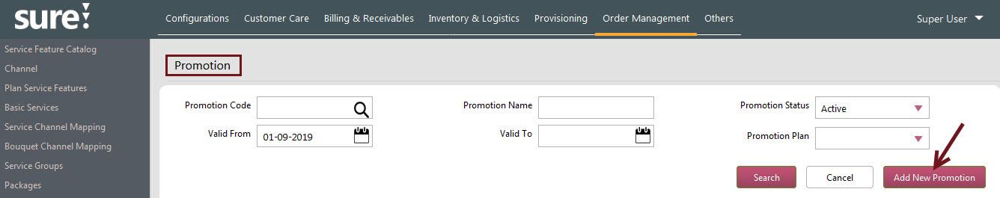 sure!
Configurations Customer Care Billing & Receivables Inventory & Logistics Provisioning Order Management Others
Super User
Service Feature Catalog
Channel
Plan Service Features
Basic Services
Service Channel Mapping
Bouquet Channel Mapping
Service Groups
Packages
Promotion
Promotion Code Promotion Name Promotion Status Active
Valid From 01-09-2019 Valid To Promotion Plan
Search Cancel Add New Promotion